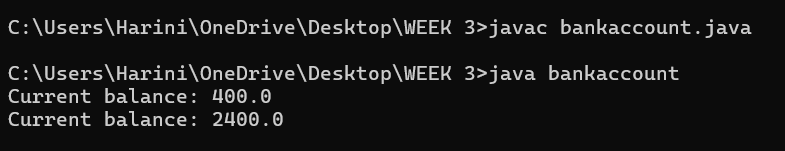 C:\Users\Harini\OneDrive\Desktop\WEEK 3>javac bankaccount.java
C:\Users\Harini\OneDrive\Desktop\WEEK 3>java bankaccount
Current balance: 400.0
Current balance: 2400.0